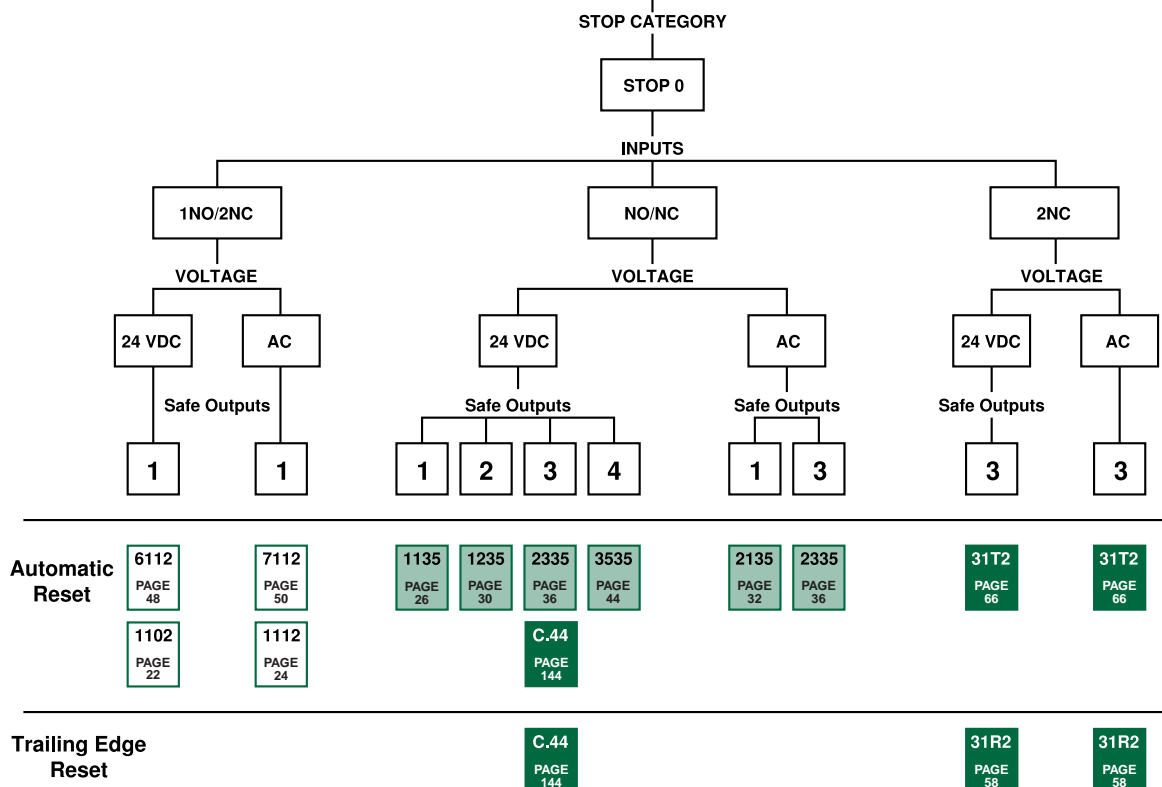 STOP CATEGORY
STOP 0
INPUTS
1NO/2NC NO/NC 2NC
VOLTAGE VOLTAGE VOLTAGE
24 VDC AC 24 VDC AC 24 VDC AC
Safe Outputs Safe Outputs Safe Outputs Safe Outputs
1 1 1 2 3 4 1 3 3 3
Automatic
Reset
6112
PAGE
48
7112
PAGE
50
1135
PAGE
26
1235
PAGE
30
2335
PAGE
36
3535
PAGE
44
2135
PAGE
32
2335
PAGE
36
31T2
PAGE
66
31T2
PAGE
66
1102
PAGE
22
1112
PAGE
24
C.44
PAGE
144
Trailing Edge
Reset
C.44
PAGE
144
31R2
PAGE
58
31R2
PAGE
58